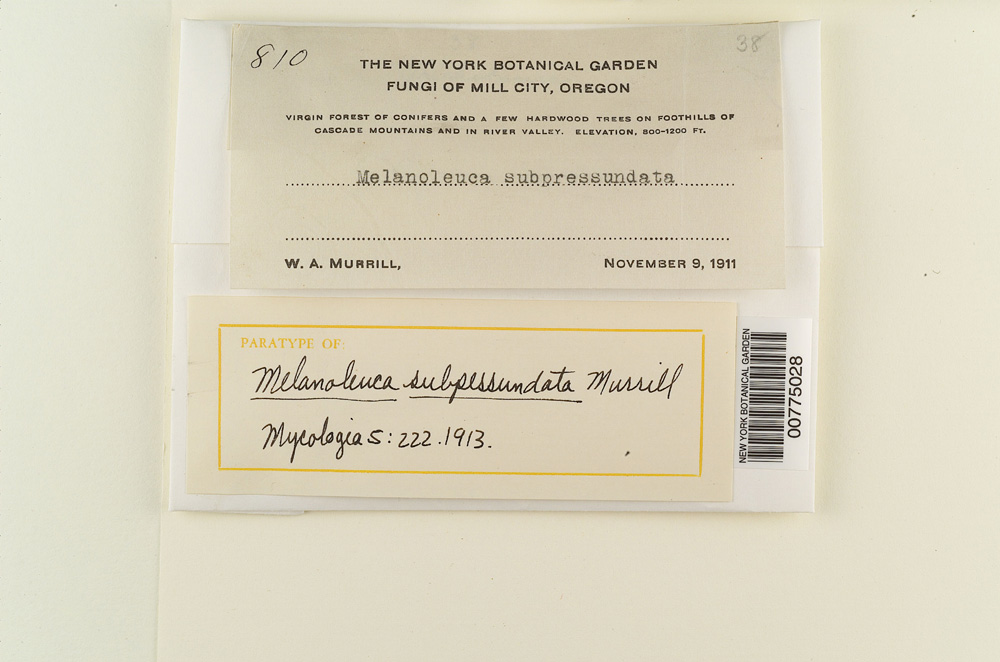 810
38
THE NEW YORK BOTANICAL GARDEN
FUNGI OF MILL CITY, OREGON
VIRGIN FOREST OF CONIFERS AND A FEW HARDWOOD TREES ON FOOTHILLS OF
CASCADE MOUNTAINS AND IN RIVER VALLEY. ELEVATION, 800-1200 FT.
Melanoleuca subpressundata
W. A. MURRILL,
NOVEMBER 9, 1911
PARATYPE OF:
Melanoleuca subpessundata Murrill
Mycologia 5: 222. 1913.
NEW YORK BOTANICAL GARDEN
00775028